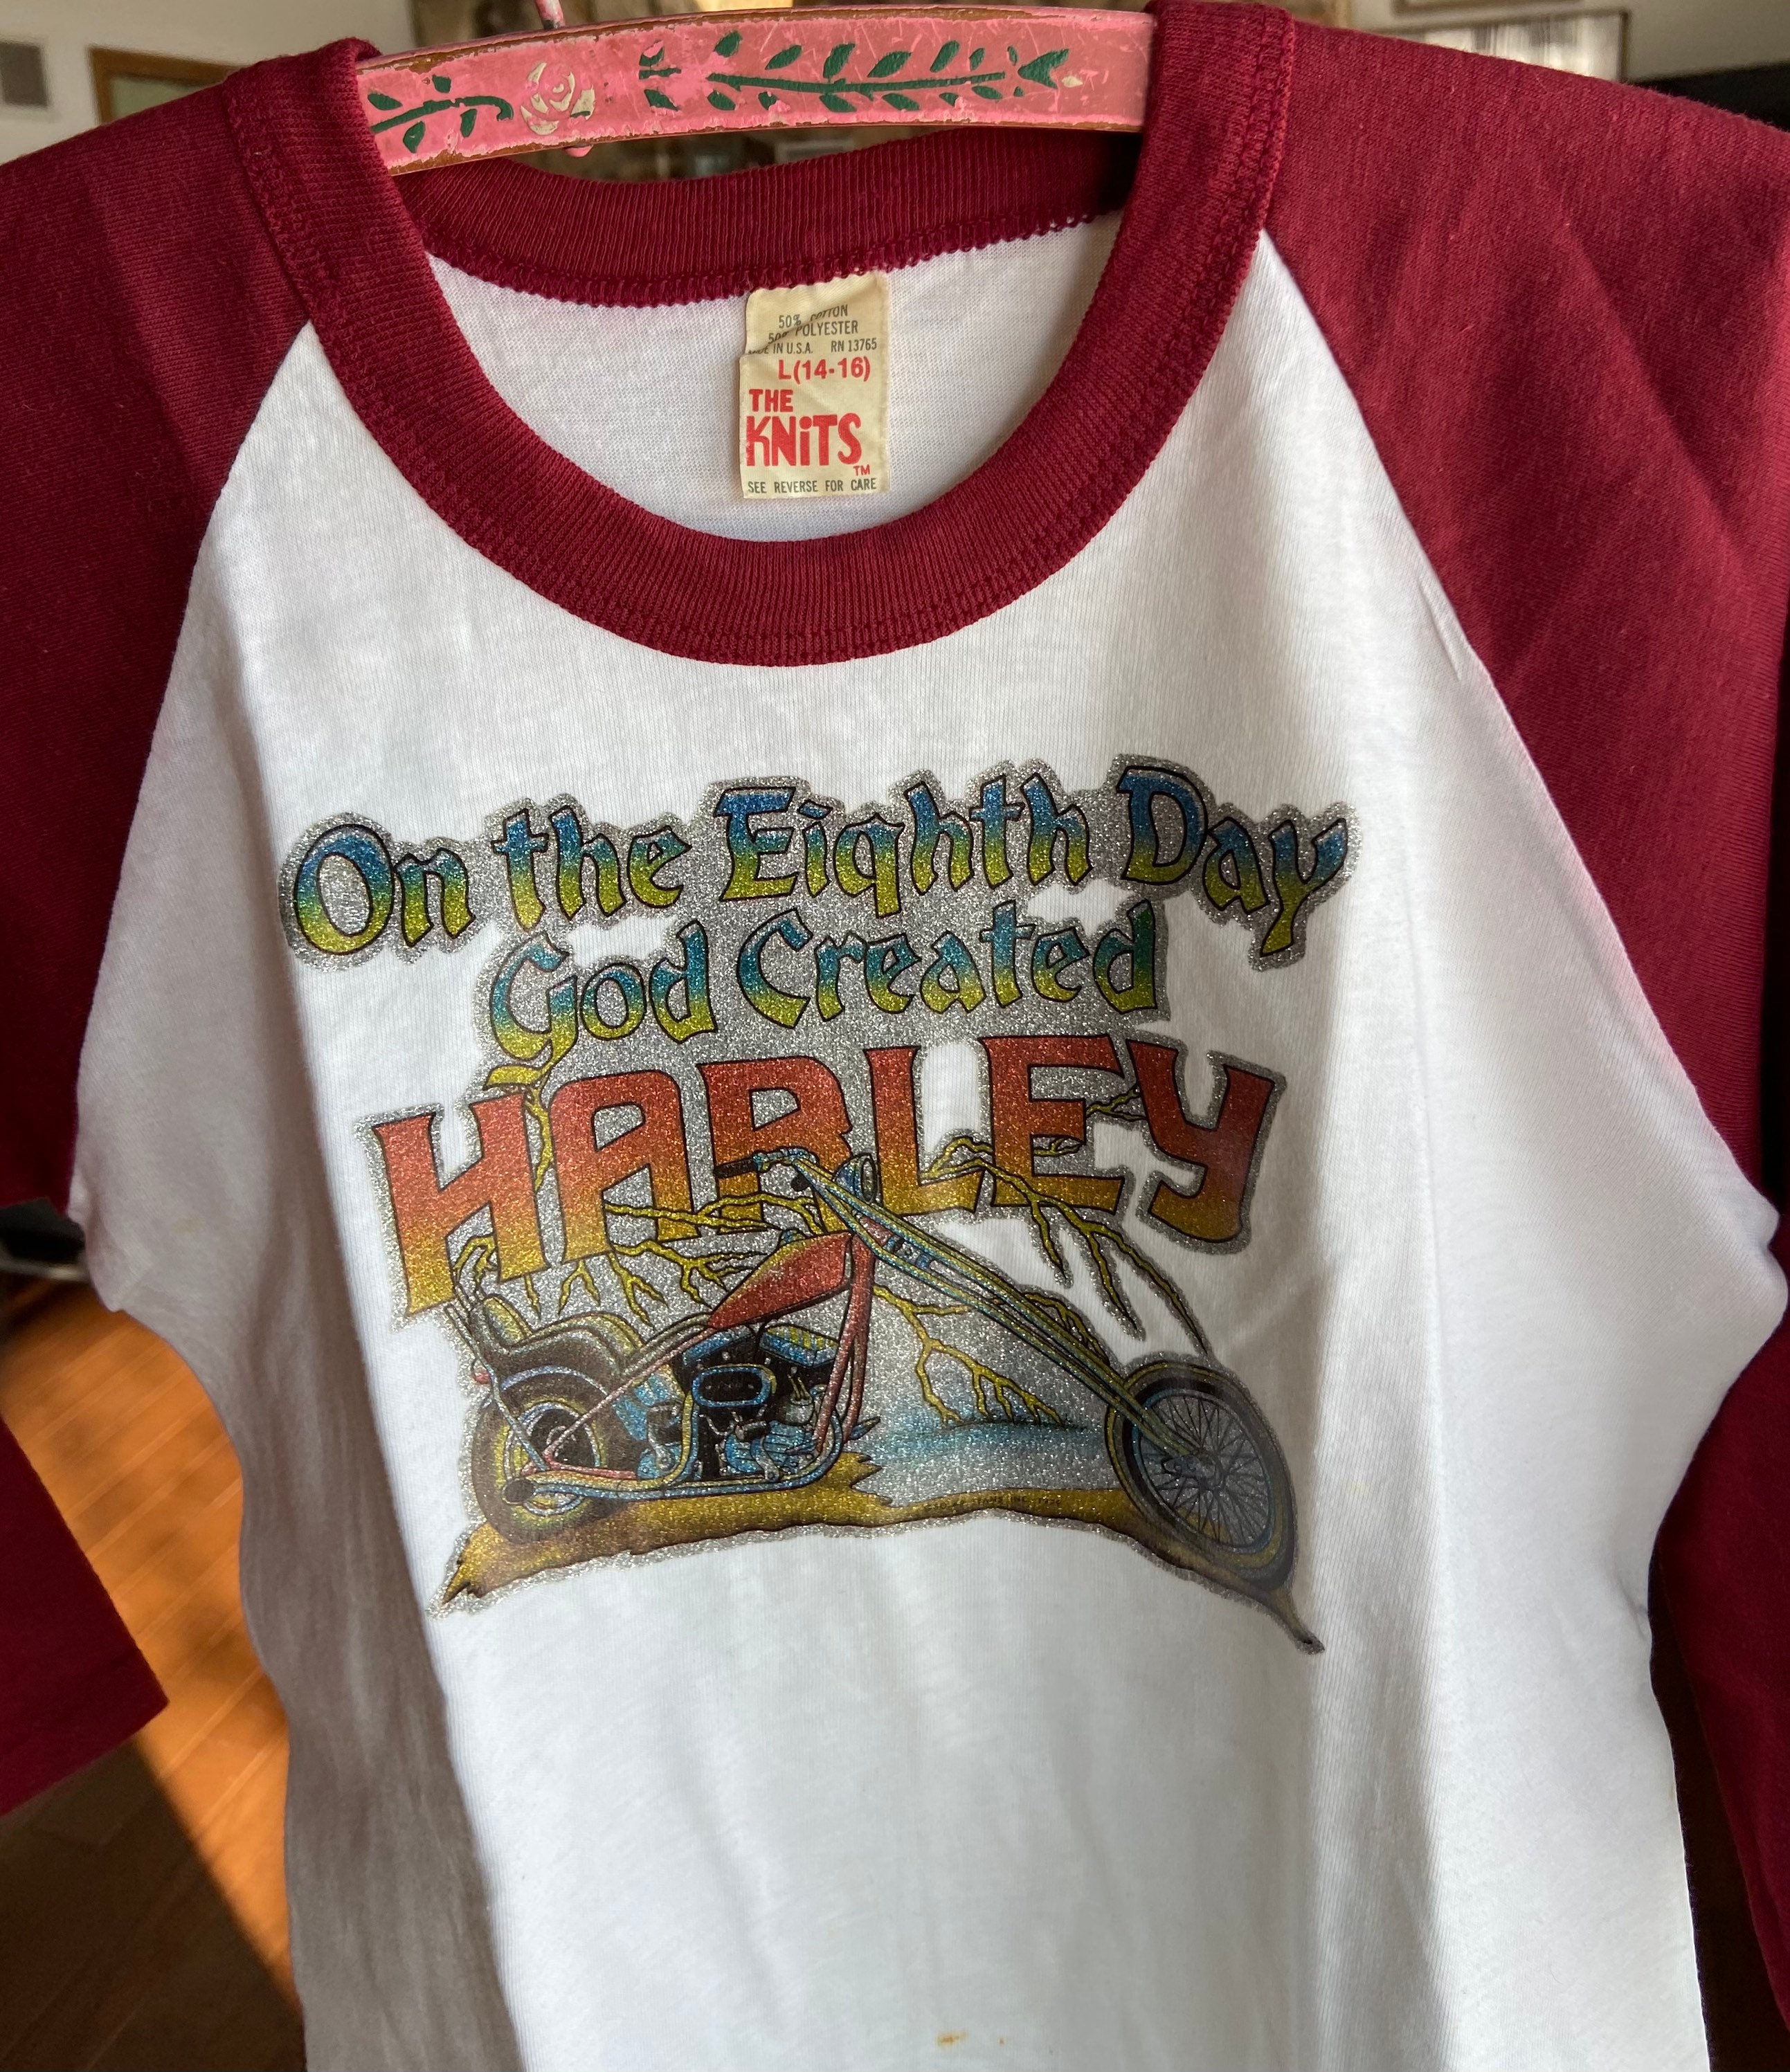 50% COTTON
50% POLYESTER
MADE IN U.S.A. RN 13765
L(14-16)
THE
KNiTS
TM
SEE REVERSE FOR CARE
On the Eighth Day
God Created
HARLEY